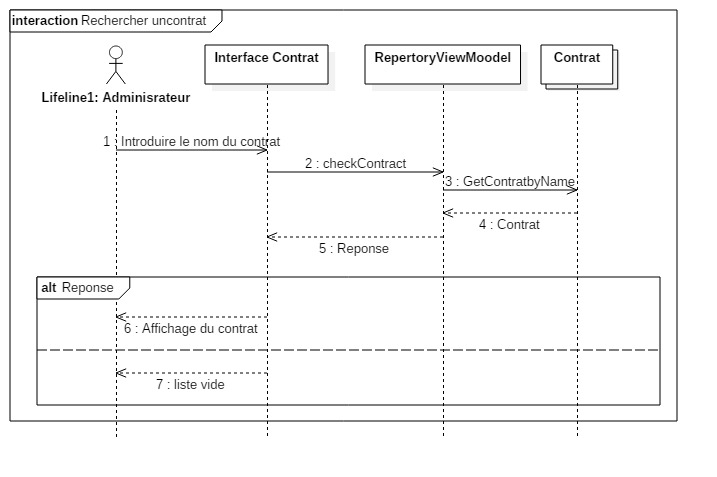 interaction Rechercher uncontrat
Interface Contrat
RepertoryViewMoodel
Contrat
Lifeline1: Adminisrateur
1 : Introduire le nom du contrat
2 : checkContract
3 : GetContratbyName
4 : Contrat
5 : Reponse
alt Reponse
6 : Affichage du contrat
7 : liste vide